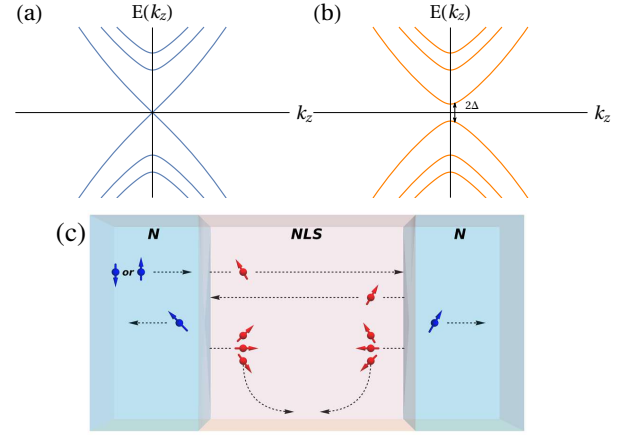 (a)
E(k_z)
k_z
(b)
E(k_z)
2Δ
k_z
(c)
N
NLS
N
or